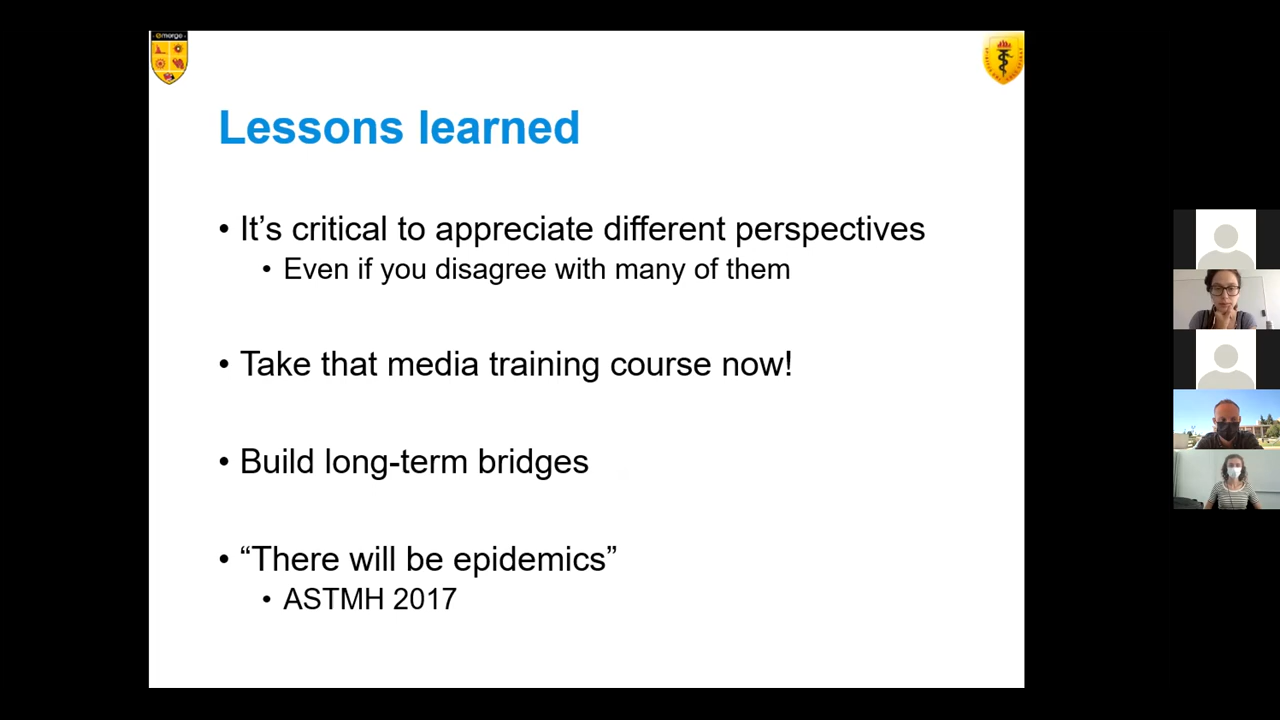 emerge
Lessons learned
• It’s critical to appreciate different perspectives
• Even if you disagree with many of them
• Take that media training course now!
• Build long-term bridges
• “There will be epidemics”
• ASTMH 2017